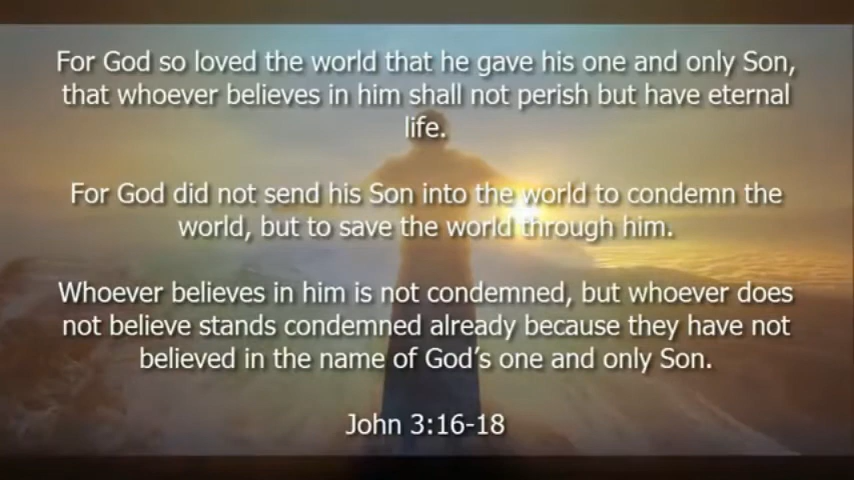 For God so loved the world that he gave his one and only Son,
that whoever believes in him shall not perish but have eternal
life.
For God did not send his Son into the world to condemn the
world, but to save the world through him.
Whoever believes in him is not condemned, but whoever does
not believe stands condemned already because they have not
believed in the name of God's one and only Son.
John 3:16-18